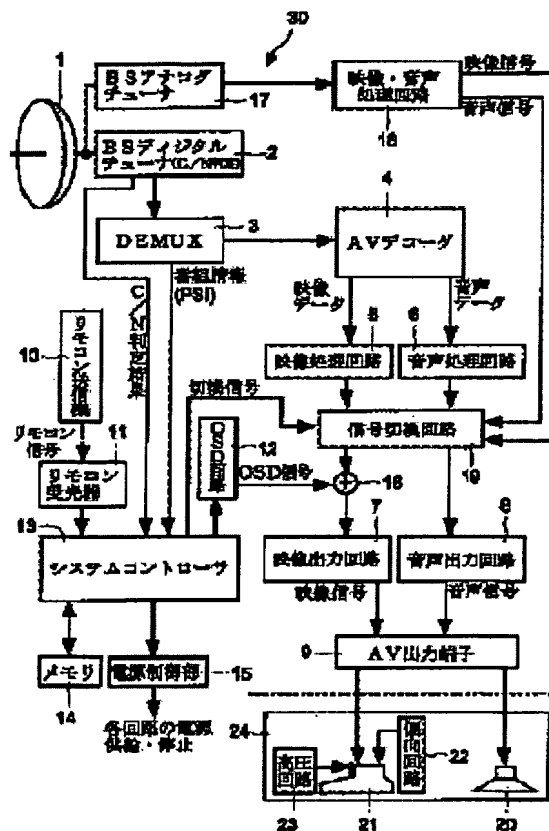 30
1
BSアナログ
チューナ
17
映像・音声
処理回路
18
映像信号
音声信号
BSディジタル
チューナ(C/N判定)
2
DEMUX
3
4
AVデコーダ
番組情報
(PSI)
C/N判定結果
映像
データ
音声
データ
10
リモコン送信機
5
映像処理回路
6
音声処理回路
切換信号
信号切換回路
19
リモコン
信号
11
リモコン
受光器
12
OSD回路
OSD信号
16
13
システムコントローラ
7
映像出力回路
8
音声出力回路
映像信号
音声信号
メモリ
14
電源制御部
15
9
AV出力端子
各回路の電源
供給・停止
24
高圧
回路
23
21
偏向回路
22
20